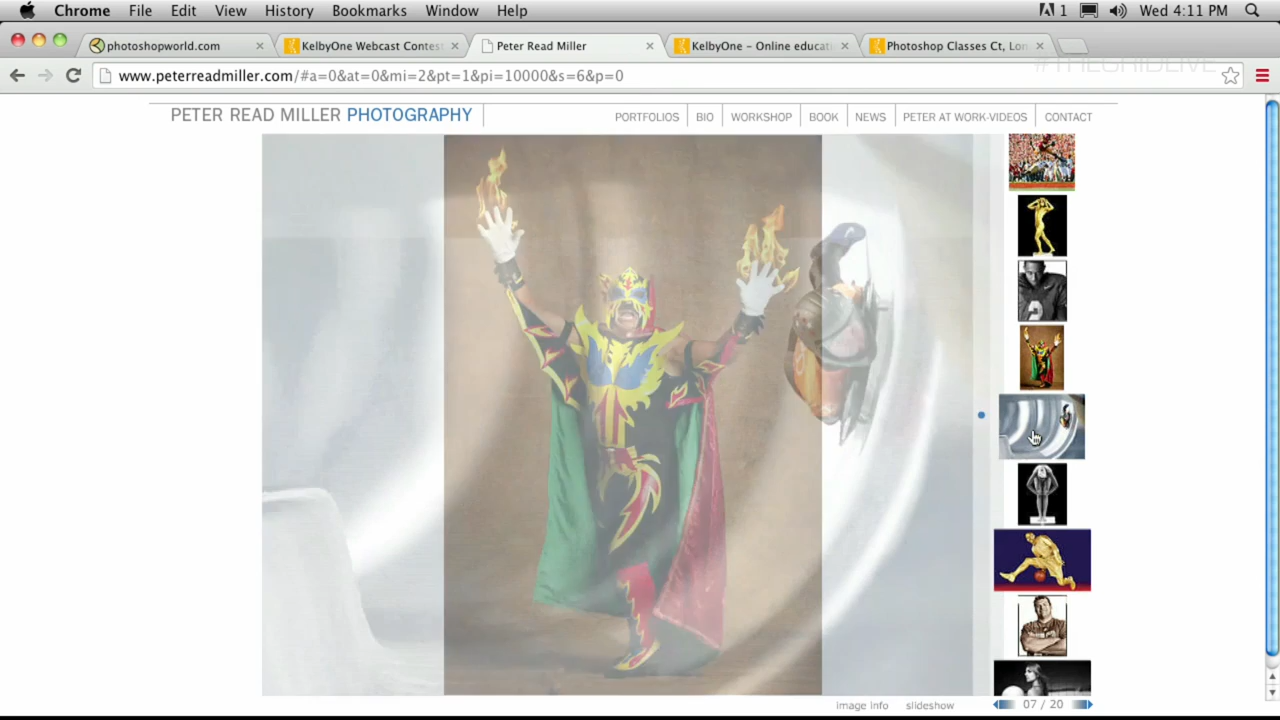 Chrome File Edit View History Bookmarks Window Help 1 Wed 4:11 PM
photoshopworld.com KelbyOne Webcast Contes Peter Read Miller KelbyOne – Online educati Photoshop Classes Ct, Lon
www.peterreadmiller.com/#a=0&at=0&mi=2&pt=1&pi=10000&s=6&p=0
#THEGRIDLIVE
PETER READ MILLER PHOTOGRAPHY PORTFOLIOS BIO WORKSHOP BOOK NEWS PETER AT WORK-VIDEOS CONTACT
image info slideshow 07 / 20